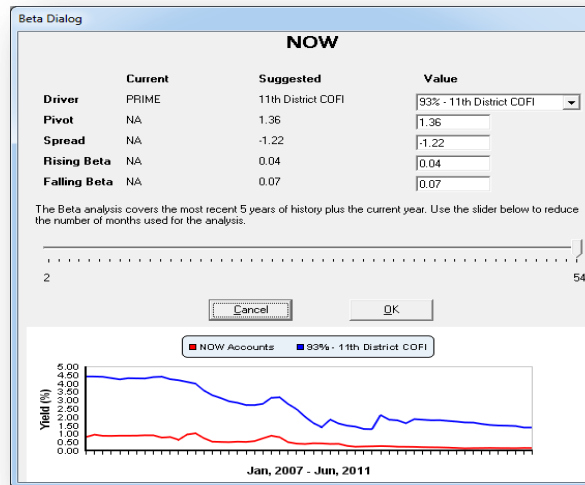 Beta Dialog
NOW
Current Suggested Value
Driver PRIME 11th District COFI 93% - 11th District COFI
Pivot NA 1.36 1.36
Spread NA -1.22 -1.22
Rising Beta NA 0.04 0.04
Falling Beta NA 0.07 0.07
The Beta analysis covers the most recent 5 years of history plus the current year. Use the slider below to reduce
the number of months used for the analysis.
2 54
Cancel OK
NOW Accounts 93% - 11th District COFI
Yield (%)
5.00
4.50
4.00
3.50
3.00
2.50
2.00
1.50
1.00
0.50
0.00
Jan, 2007 - Jun, 2011